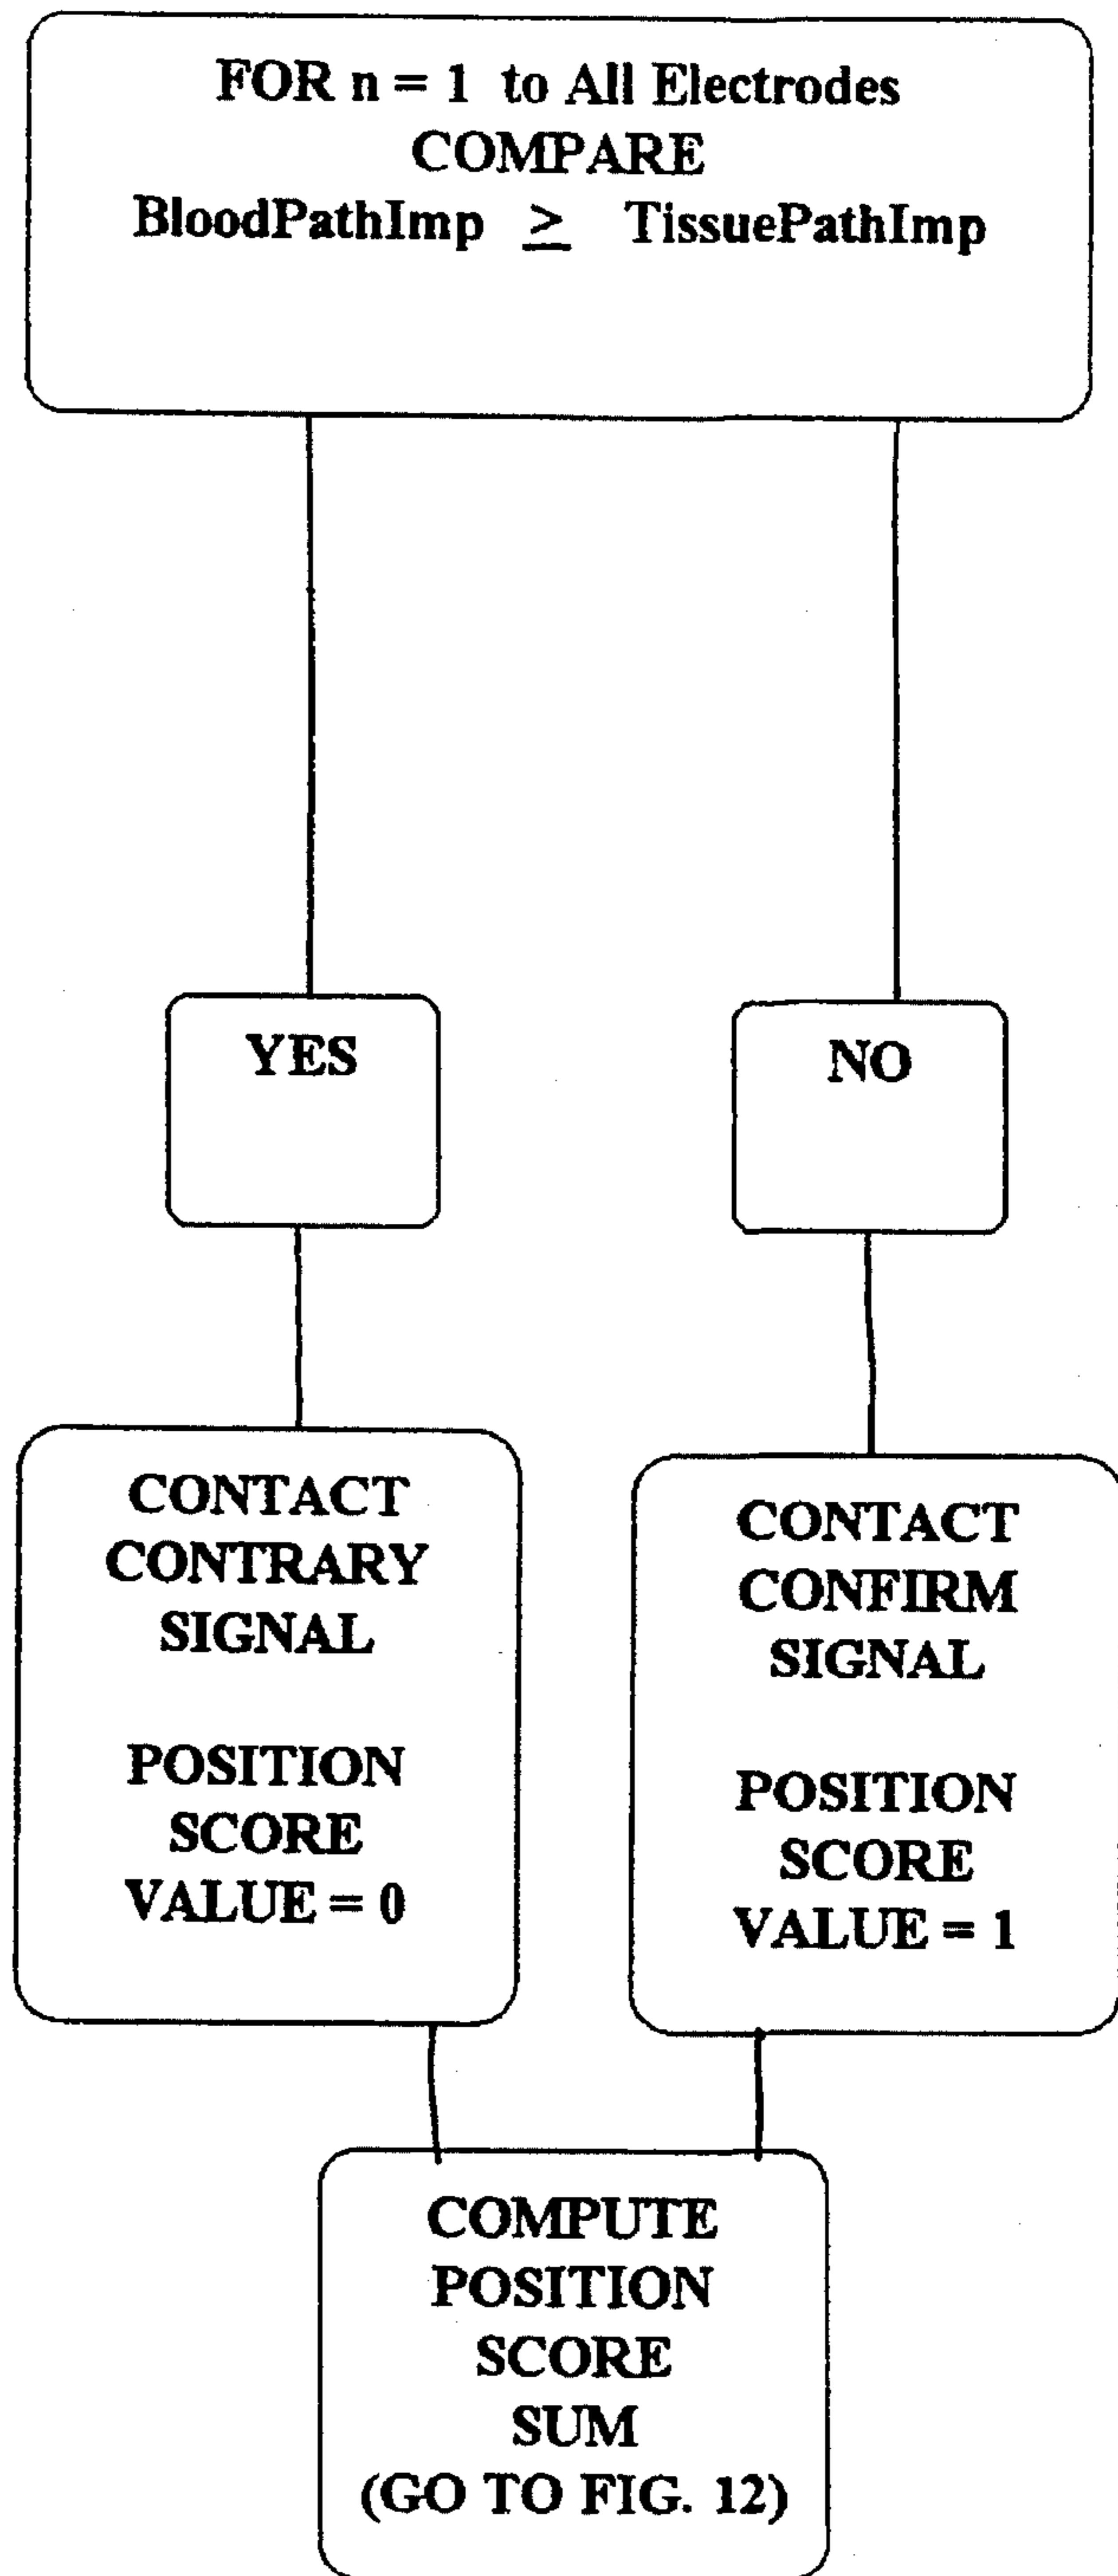 FOR n = 1 to All Electrodes
COMPARE
BloodPathImp ≥ TissuePathImp
YES
NO
CONTACT
CONTRARY
SIGNAL
POSITION
SCORE
VALUE = 0
CONTACT
CONFIRM
SIGNAL
POSITION
SCORE
VALUE = 1
COMPUTE
POSITION
SCORE
SUM
(GO TO FIG. 12)